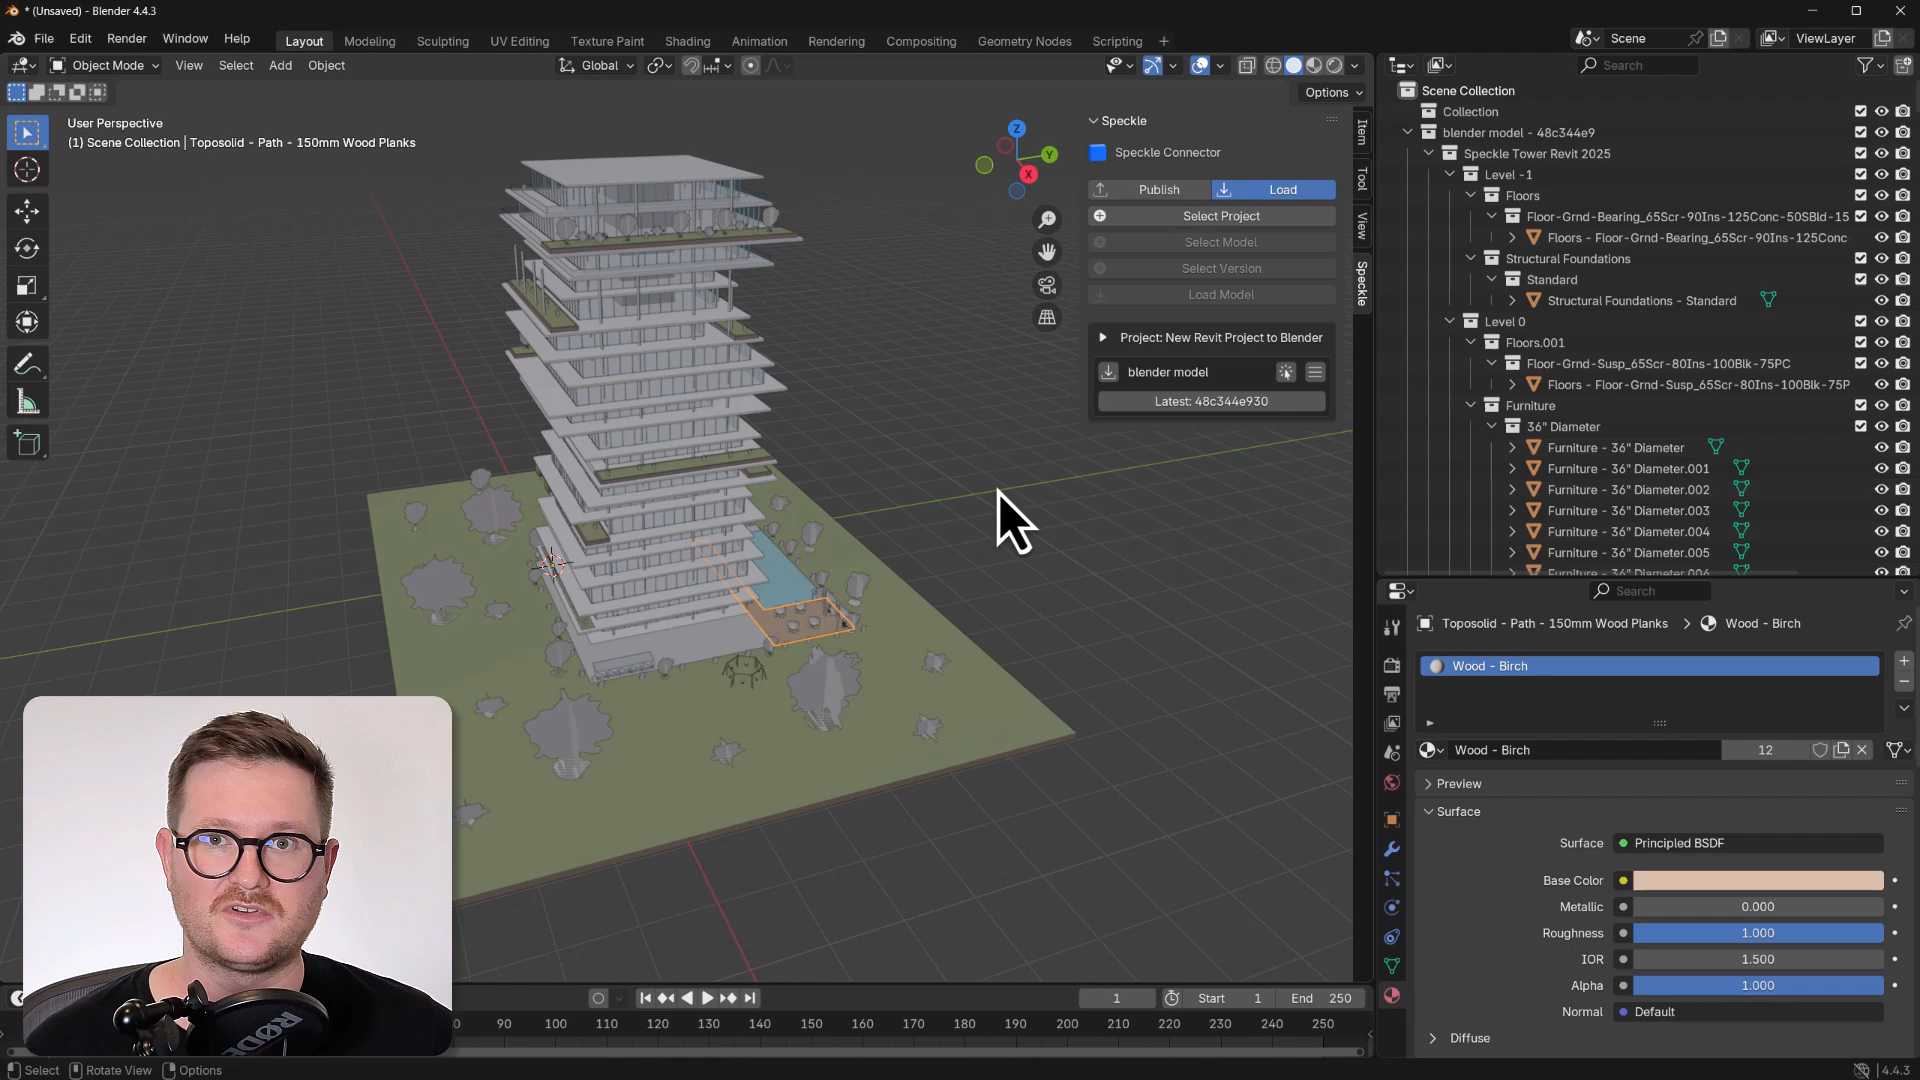 * (Unsaved) - Blender 4.4.3
File Edit Render Window Help
Layout Modeling Sculpting UV Editing Texture Paint Shading Animation Rendering Compositing Geometry Nodes Scripting
Scene
ViewLayer
Object Mode View Select Add Object
Global
Options
User Perspective
(1) Scene Collection | Toposolid - Path - 150mm Wood Planks
Z
Y
X
Speckle
Speckle Connector
Publish Load
Select Project
Select Model
Select Version
Load Model
Project: New Revit Project to Blender
blender model
Latest: 48c344e930
Item
Tool
View
Speckle
Search
Scene Collection
Collection
blender model - 48c344e9
Speckle Tower Revit 2025
Level -1
Floors
Floor-Grnd-Bearing_65Scr-90Ins-125Conc-50SBld-15
Floors - Floor-Grnd-Bearing_65Scr-90Ins-125Conc
Structural Foundations
Standard
Structural Foundations - Standard
Level 0
Floors.001
Floor-Grnd-Susp_65Scr-80Ins-100Blk-75PC
Floors - Floor-Grnd-Susp_65Scr-80Ins-100Blk-75P
Furniture
36" Diameter
Furniture - 36" Diameter
Furniture - 36" Diameter.001
Furniture - 36" Diameter.002
Furniture - 36" Diameter.003
Furniture - 36" Diameter.004
Furniture - 36" Diameter.005
Furniture - 36" Diameter.006
Search
Toposolid - Path - 150mm Wood Planks > Wood - Birch
Wood - Birch
Wood - Birch 12
Preview
Surface
Surface Principled BSDF
Base Color
Metallic 0.000
Roughness 1.000
IOR 1.500
Alpha 1.000
Normal Default
Diffuse
1 Start 1 End 250
90 100 110 120 130 140 150 160 170 180 190 200 210 220 230 240 250
RØDE
Select Rotate View Options
4.4.3